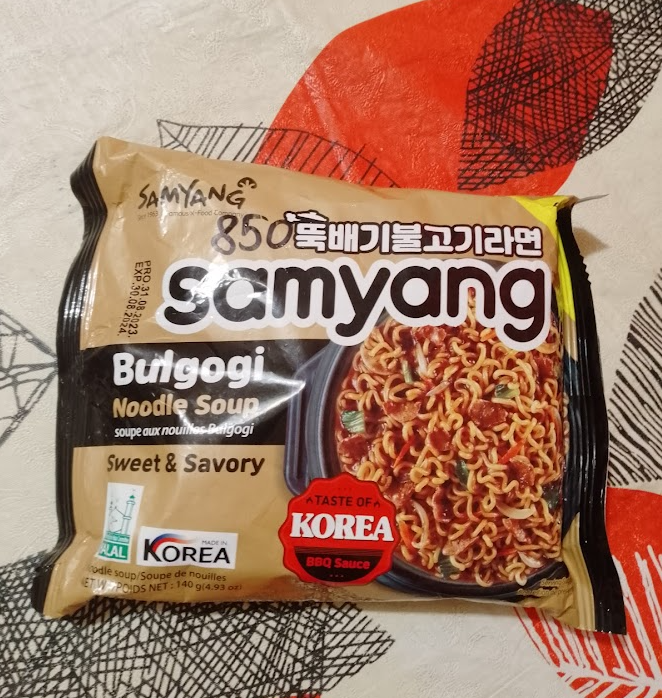 SAMYANG
850
뚝배기불고기라면
samyang
PRO.31.08.2023.
EXP.30.08.2024.
Bulgogi
Noodle Soup
soupe aux nouilles Bulgogi
Sweet & Savory
TASTE OF
KOREA
BBQ Sauce
ALAL
MADE IN
KOREA
odle soup/Soupe de nouilles
NET WT/POIDS NET : 140 g(4.93 oz)